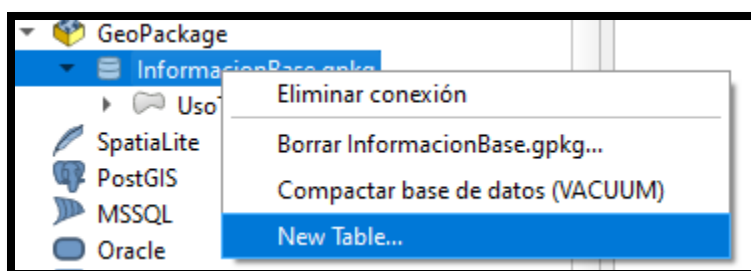 GeoPackage
InformacionBase.gpkg
Eliminar conexión
Borrar InformacionBase.gpkg...
Compactar base de datos (VACUUM)
New Table...
SpatiaLite
PostGIS
MSSQL
Oracle